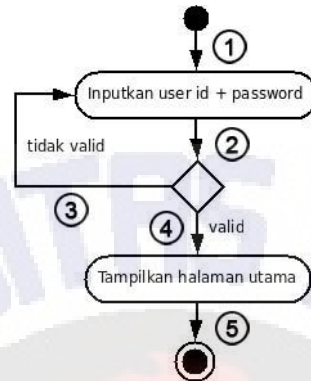 1
Inputkan user id + password
2
tidak valid
3
4
valid
Tampilkan halaman utama
5